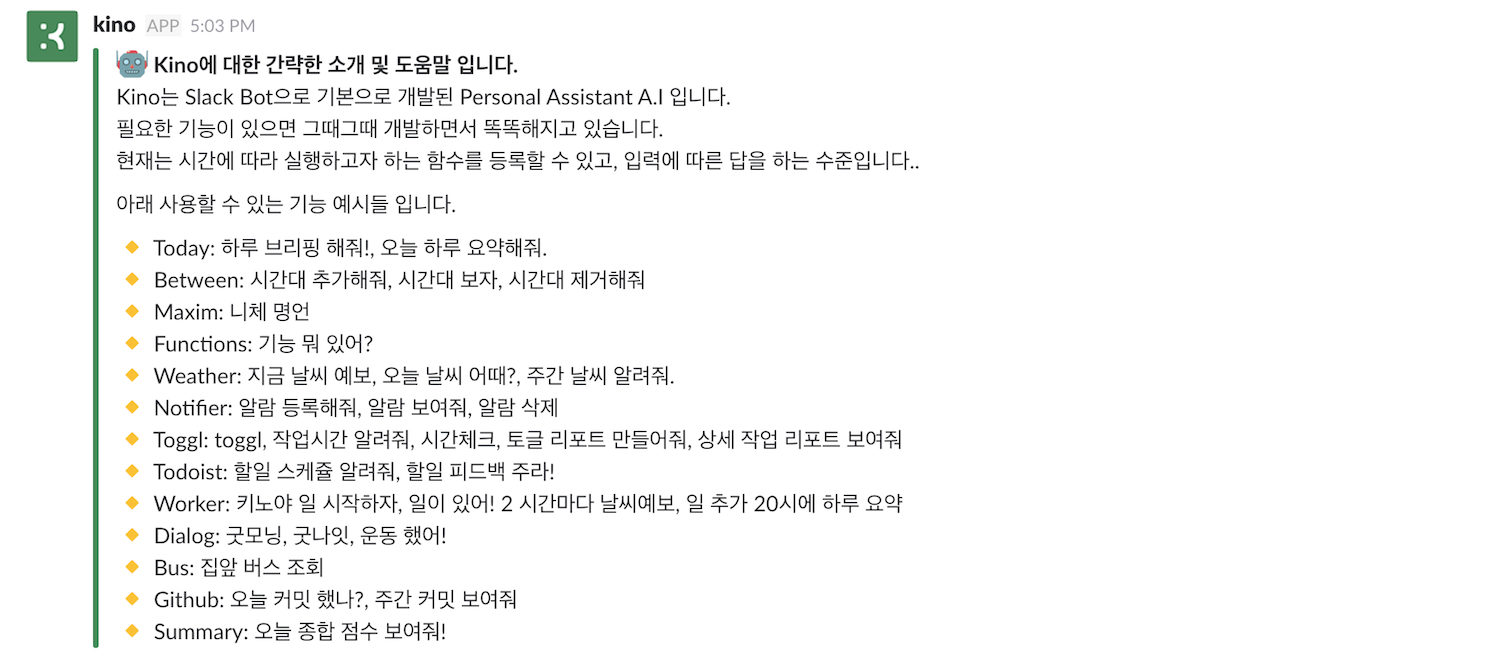 kino APP 5:03 PM
Kino에 대한 간략한 소개 및 도움말 입니다.
Kino는 Slack Bot으로 기본으로 개발된 Personal Assistant A.I 입니다.
필요한 기능이 있으면 그때그때 개발하면서 똑똑해지고 있습니다.
현재는 시간에 따라 실행하고자 하는 함수를 등록할 수 있고, 입력에 따른 답을 하는 수준입니다..
아래 사용할 수 있는 기능 예시들 입니다.
Today: 하루 브리핑 해줘!, 오늘 하루 요약해줘.
Between: 시간대 추가해줘, 시간대 보자, 시간대 제거해줘
Maxim: 니체 명언
Functions: 기능 뭐 있어?
Weather: 지금 날씨 예보, 오늘 날씨 어때?, 주간 날씨 알려줘.
Notifier: 알람 등록해줘, 알람 보여줘, 알람 삭제
Toggl: toggl, 작업시간 알려줘, 시간체크, 토글 리포트 만들어줘, 상세 작업 리포트 보여줘
Todoist: 할일 스케쥴 알려줘, 할일 피드백 주라!
Worker: 키노야 일 시작하자, 일이 있어! 2 시간마다 날씨예보, 일 추가 20시에 하루 요약
Dialog: 굿모닝, 굿나잇, 운동 했어!
Bus: 집앞 버스 조회
Github: 오늘 커밋 했나?, 주간 커밋 보여줘
Summary: 오늘 종합 점수 보여줘!